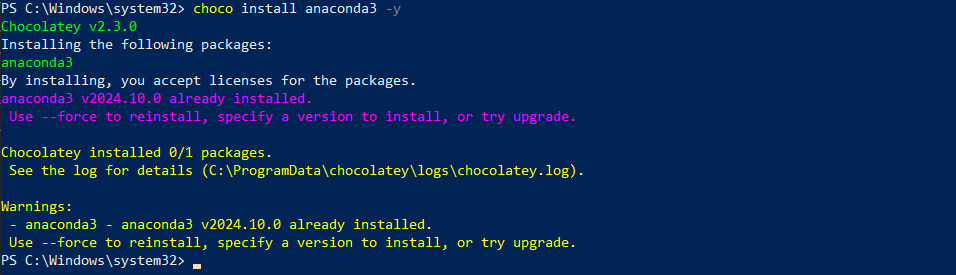 PS C:\Windows\system32> choco install anaconda3 -y
Chocolatey v2.3.0
Installing the following packages:
anaconda3
By installing, you accept licenses for the packages.
anaconda3 v2024.10.0 already installed.
 Use --force to reinstall, specify a version to install, or try upgrade.

Chocolatey installed 0/1 packages.
 See the log for details (C:\ProgramData\chocolatey\logs\chocolatey.log).

Warnings:
 - anaconda3 - anaconda3 v2024.10.0 already installed.
 Use --force to reinstall, specify a version to install, or try upgrade.
PS C:\Windows\system32>